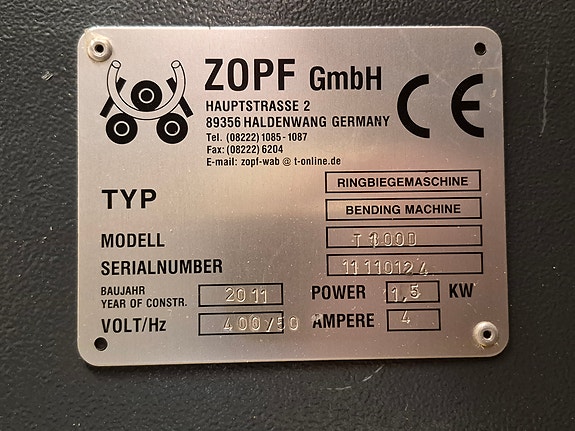 ZOPF GmbH
HAUPTSTRASSE 2
89356 HALDENWANG GERMANY
Tel. (08222) 1085 - 1087
Fax: (08222) 6204
E-mail: zopf-wab @ t-online.de
CE
TYP RINGBIEGEMASCHINE
BENDING MACHINE
MODELL
SERIALNUMBER 11110124
BAUJAHR
YEAR OF CONSTR. 2011 POWER 1,5 KW
VOLT/Hz 400/50 AMPERE 4